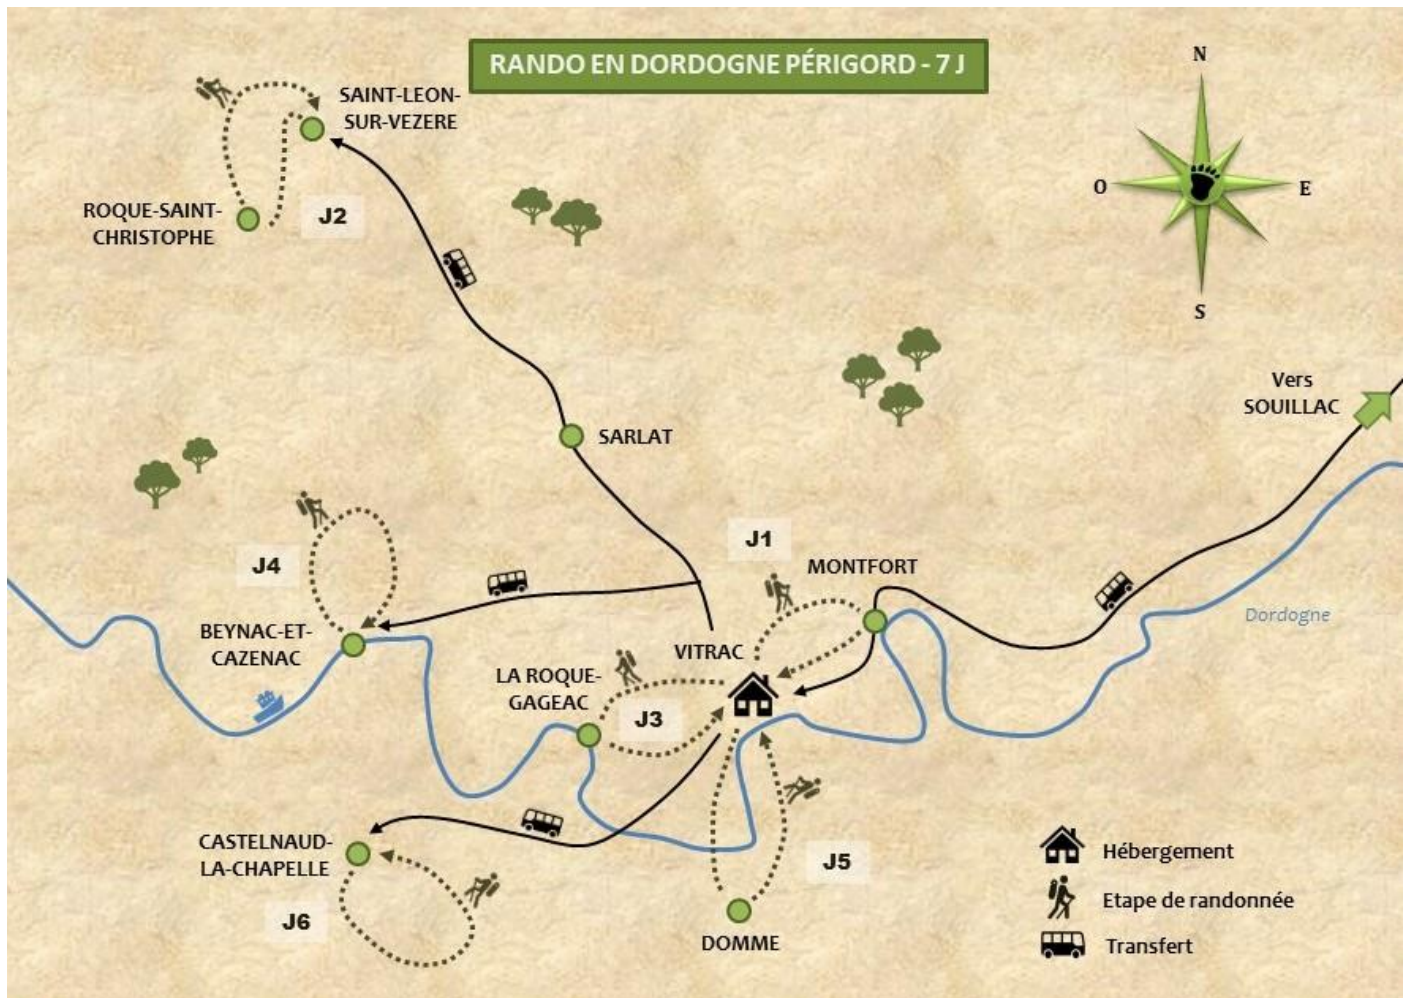 RANDO EN DORDOGNE PÉRIGORD - 7 J
N
O
E
S
SAINT-LEON-
SUR-VEZERE
ROQUE-SAINT-
CHRISTOPHE
J2
Vers
SOUILLAC
SARLAT
J1
MONTFORT
J4
Dordogne
BEYNAC-ET-
CAZENAC
VITRAC
LA ROQUE-
GAGEAC
J3
CASTELNAUD-
LA-CHAPELLE
J5
J6
DOMME
Hébergement
Etape de randonnée
Transfert